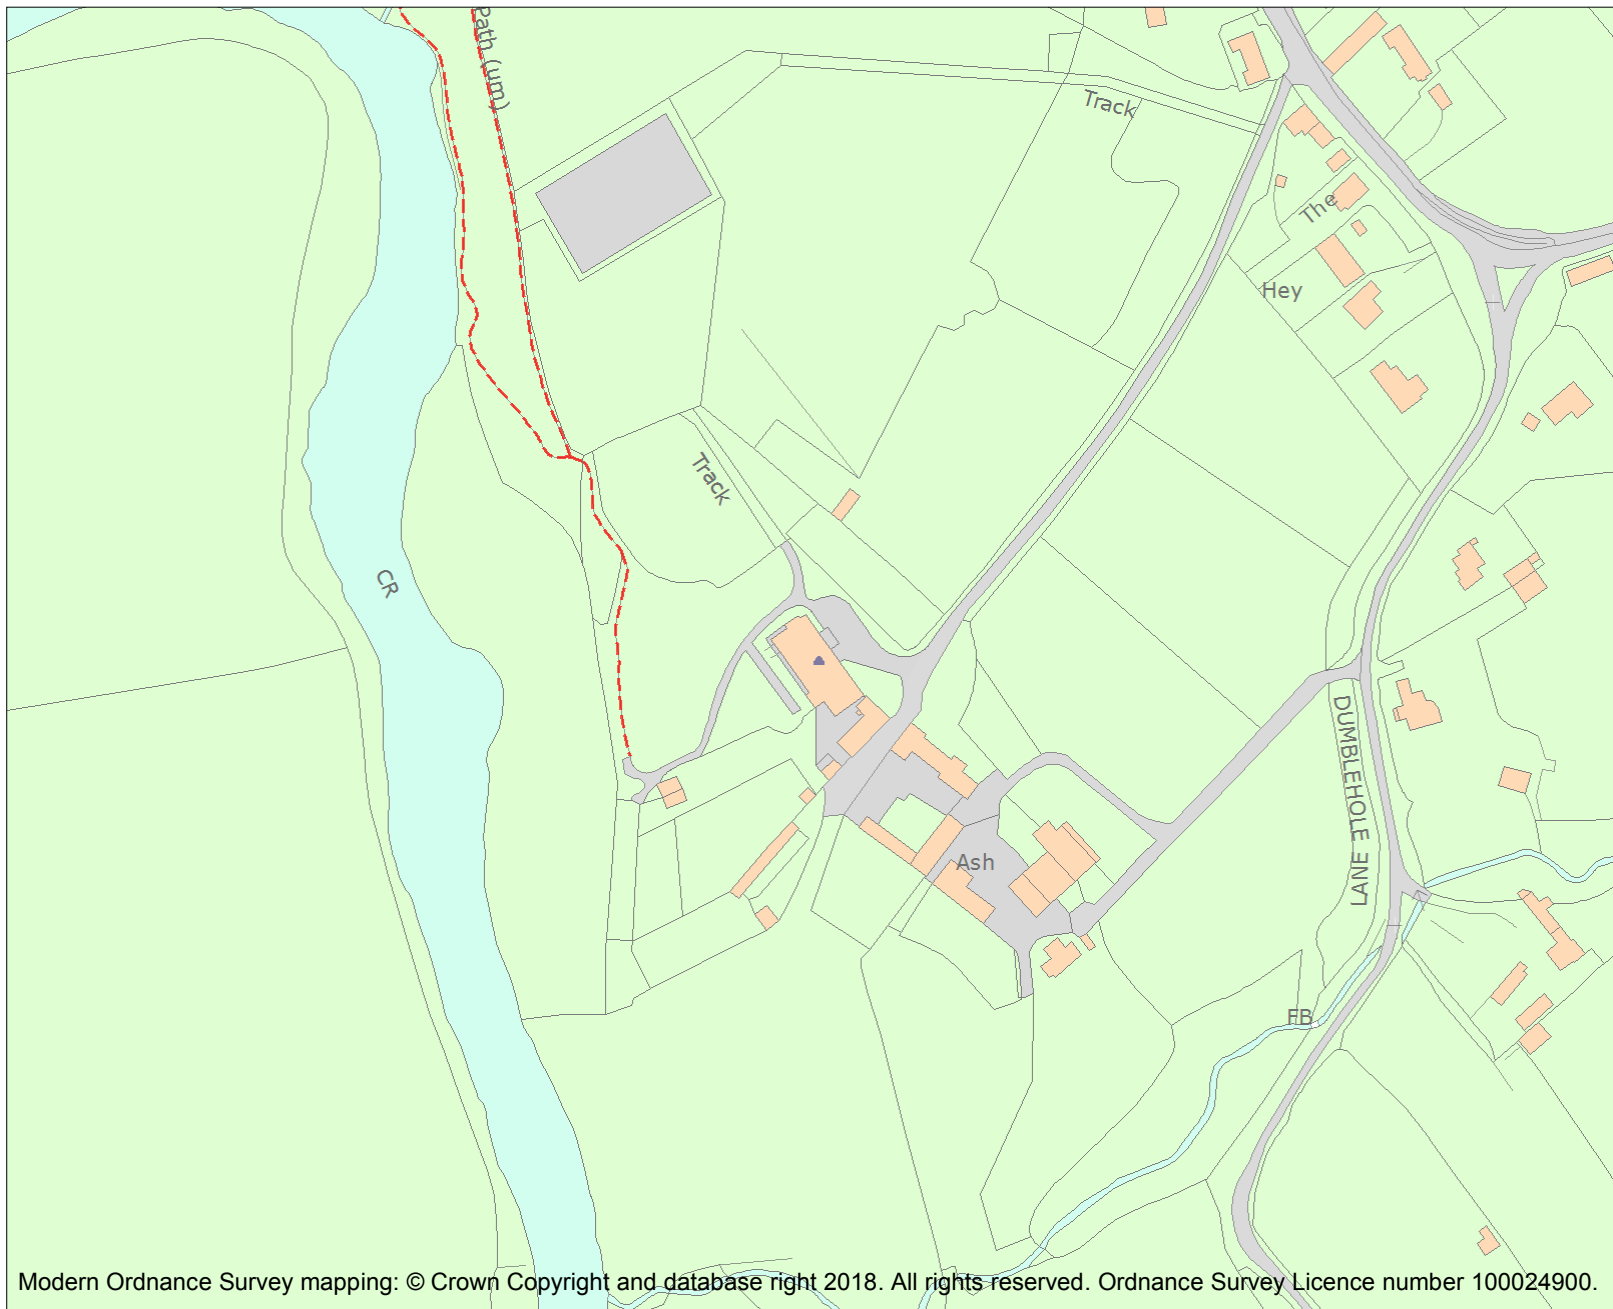 Path (um)
Track
The
Hey
Track
CR
DUMBLEHOLE LANE
Ash
FB
Modern Ordnance Survey mapping: © Crown Copyright and database right 2018. All rights reserved. Ordnance Survey Licence number 100024900.